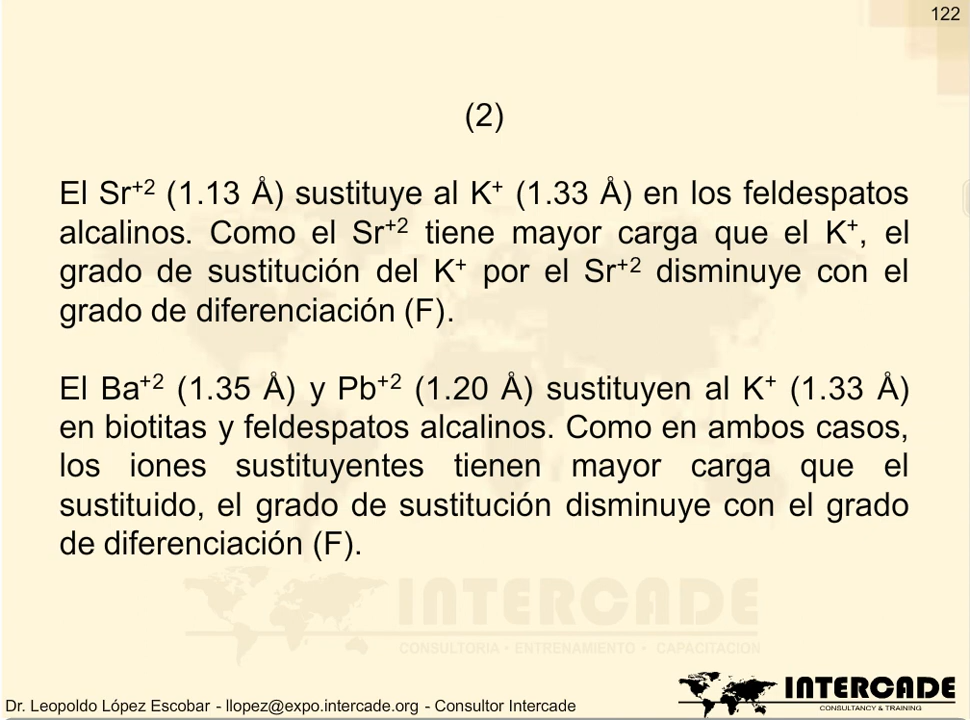 122
(2)
El Sr+2 (1.13 Å) sustituye al K+ (1.33 Å) en los feldespatos
alcalinos. Como el Sr+2 tiene mayor carga que el K+, el
grado de sustitución del K+ por el Sr+2 disminuye con el
grado de diferenciación (F).
El Ba+2 (1.35 Å) y Pb+2 (1.20 Å) sustituyen al K+ (1.33 Å)
en biotitas y feldespatos alcalinos. Como en ambos casos,
los iones sustituyentes tienen mayor carga que el
sustituido, el grado de sustitución disminuye con el grado
de diferenciación (F).
INTERCADE
CONSULTORIA • ENTRENAMIENTO • CAPACITACION
Dr. Leopoldo López Escobar - llopez@expo.intercade.org - Consultor Intercade
INTERCADE
CONSULTANCY & TRAINING